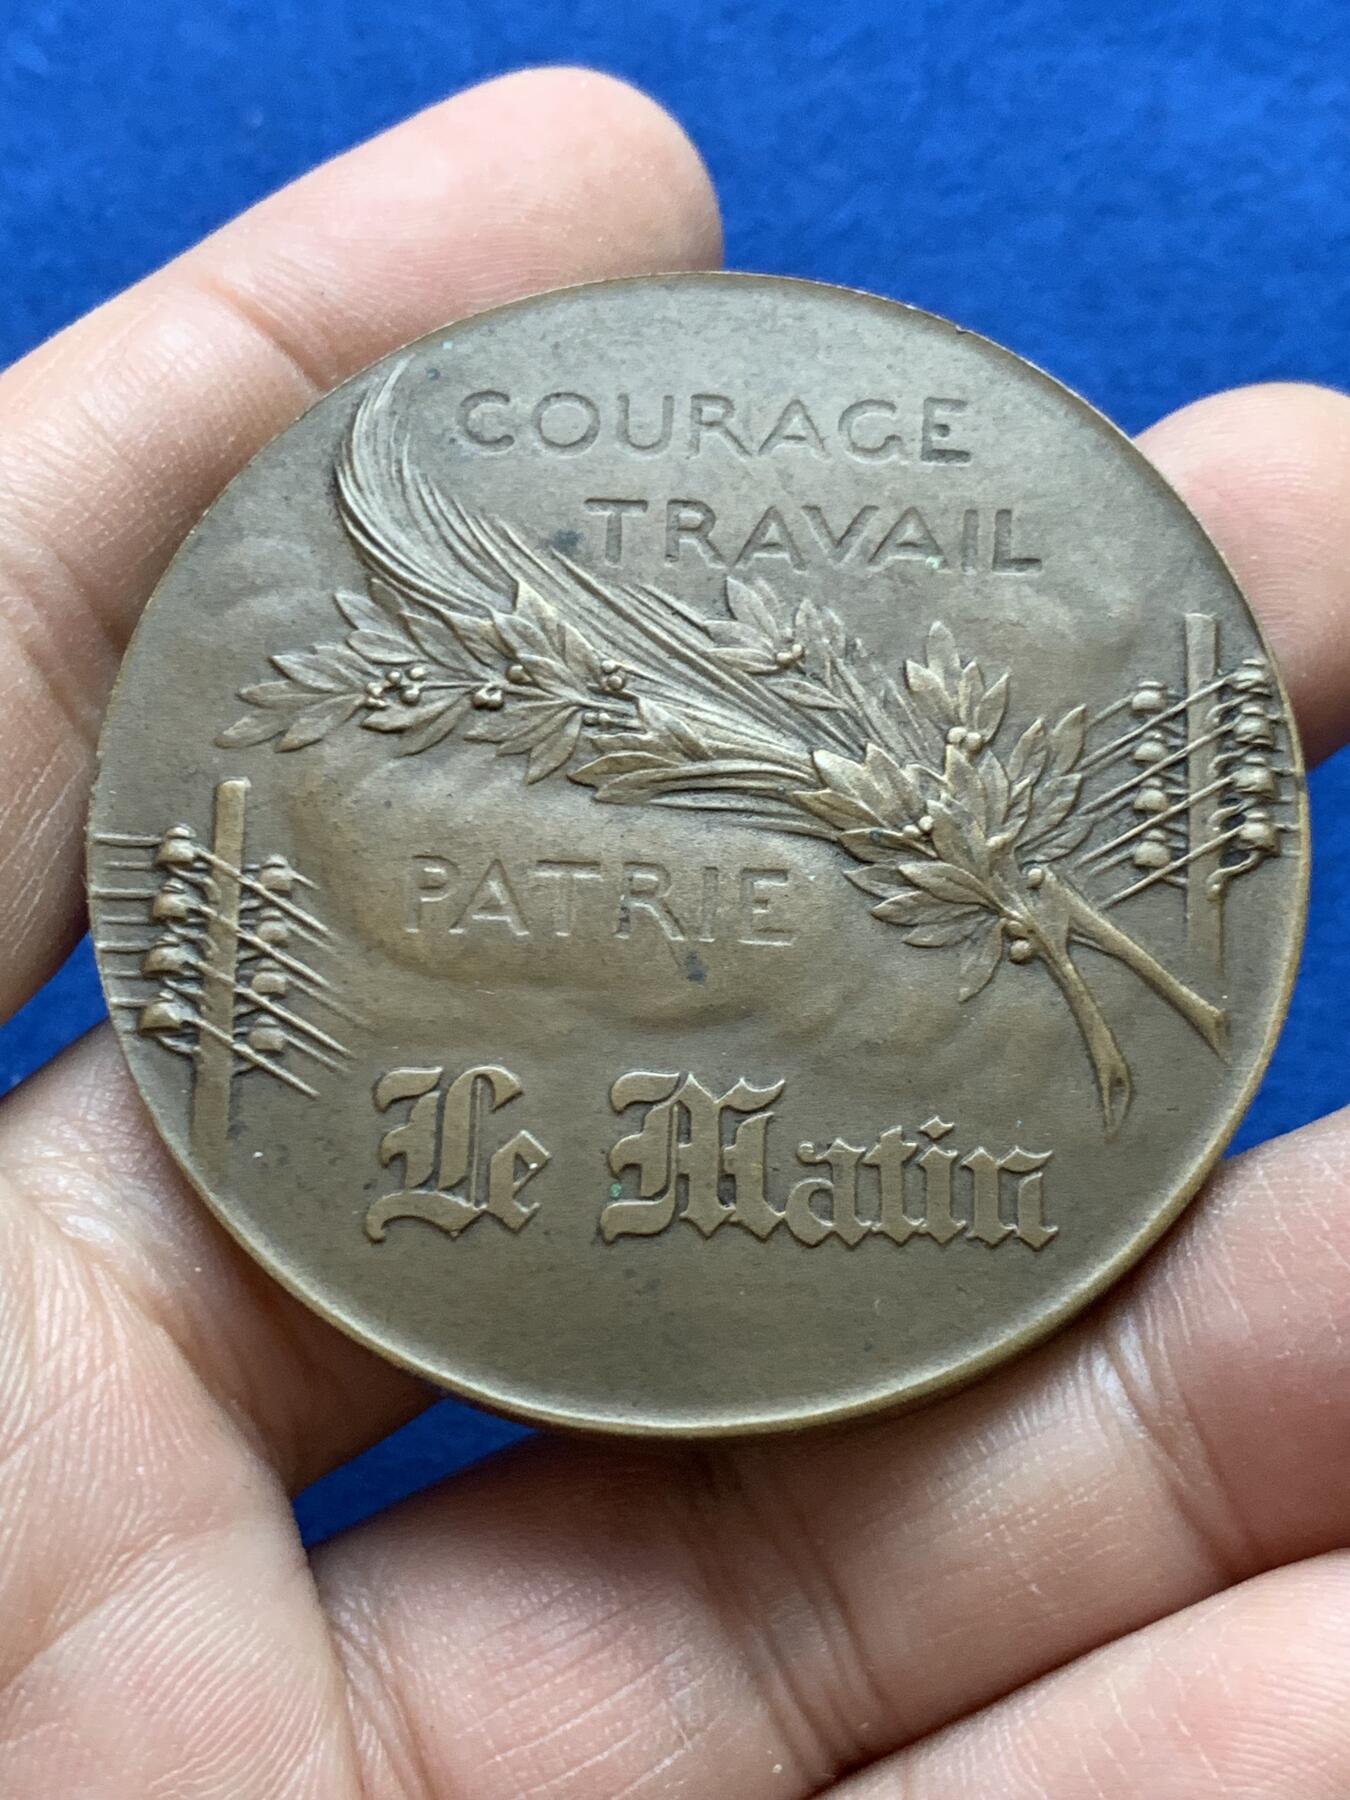 COURAGE
TRAVAIL
PATRIE
Le Matin